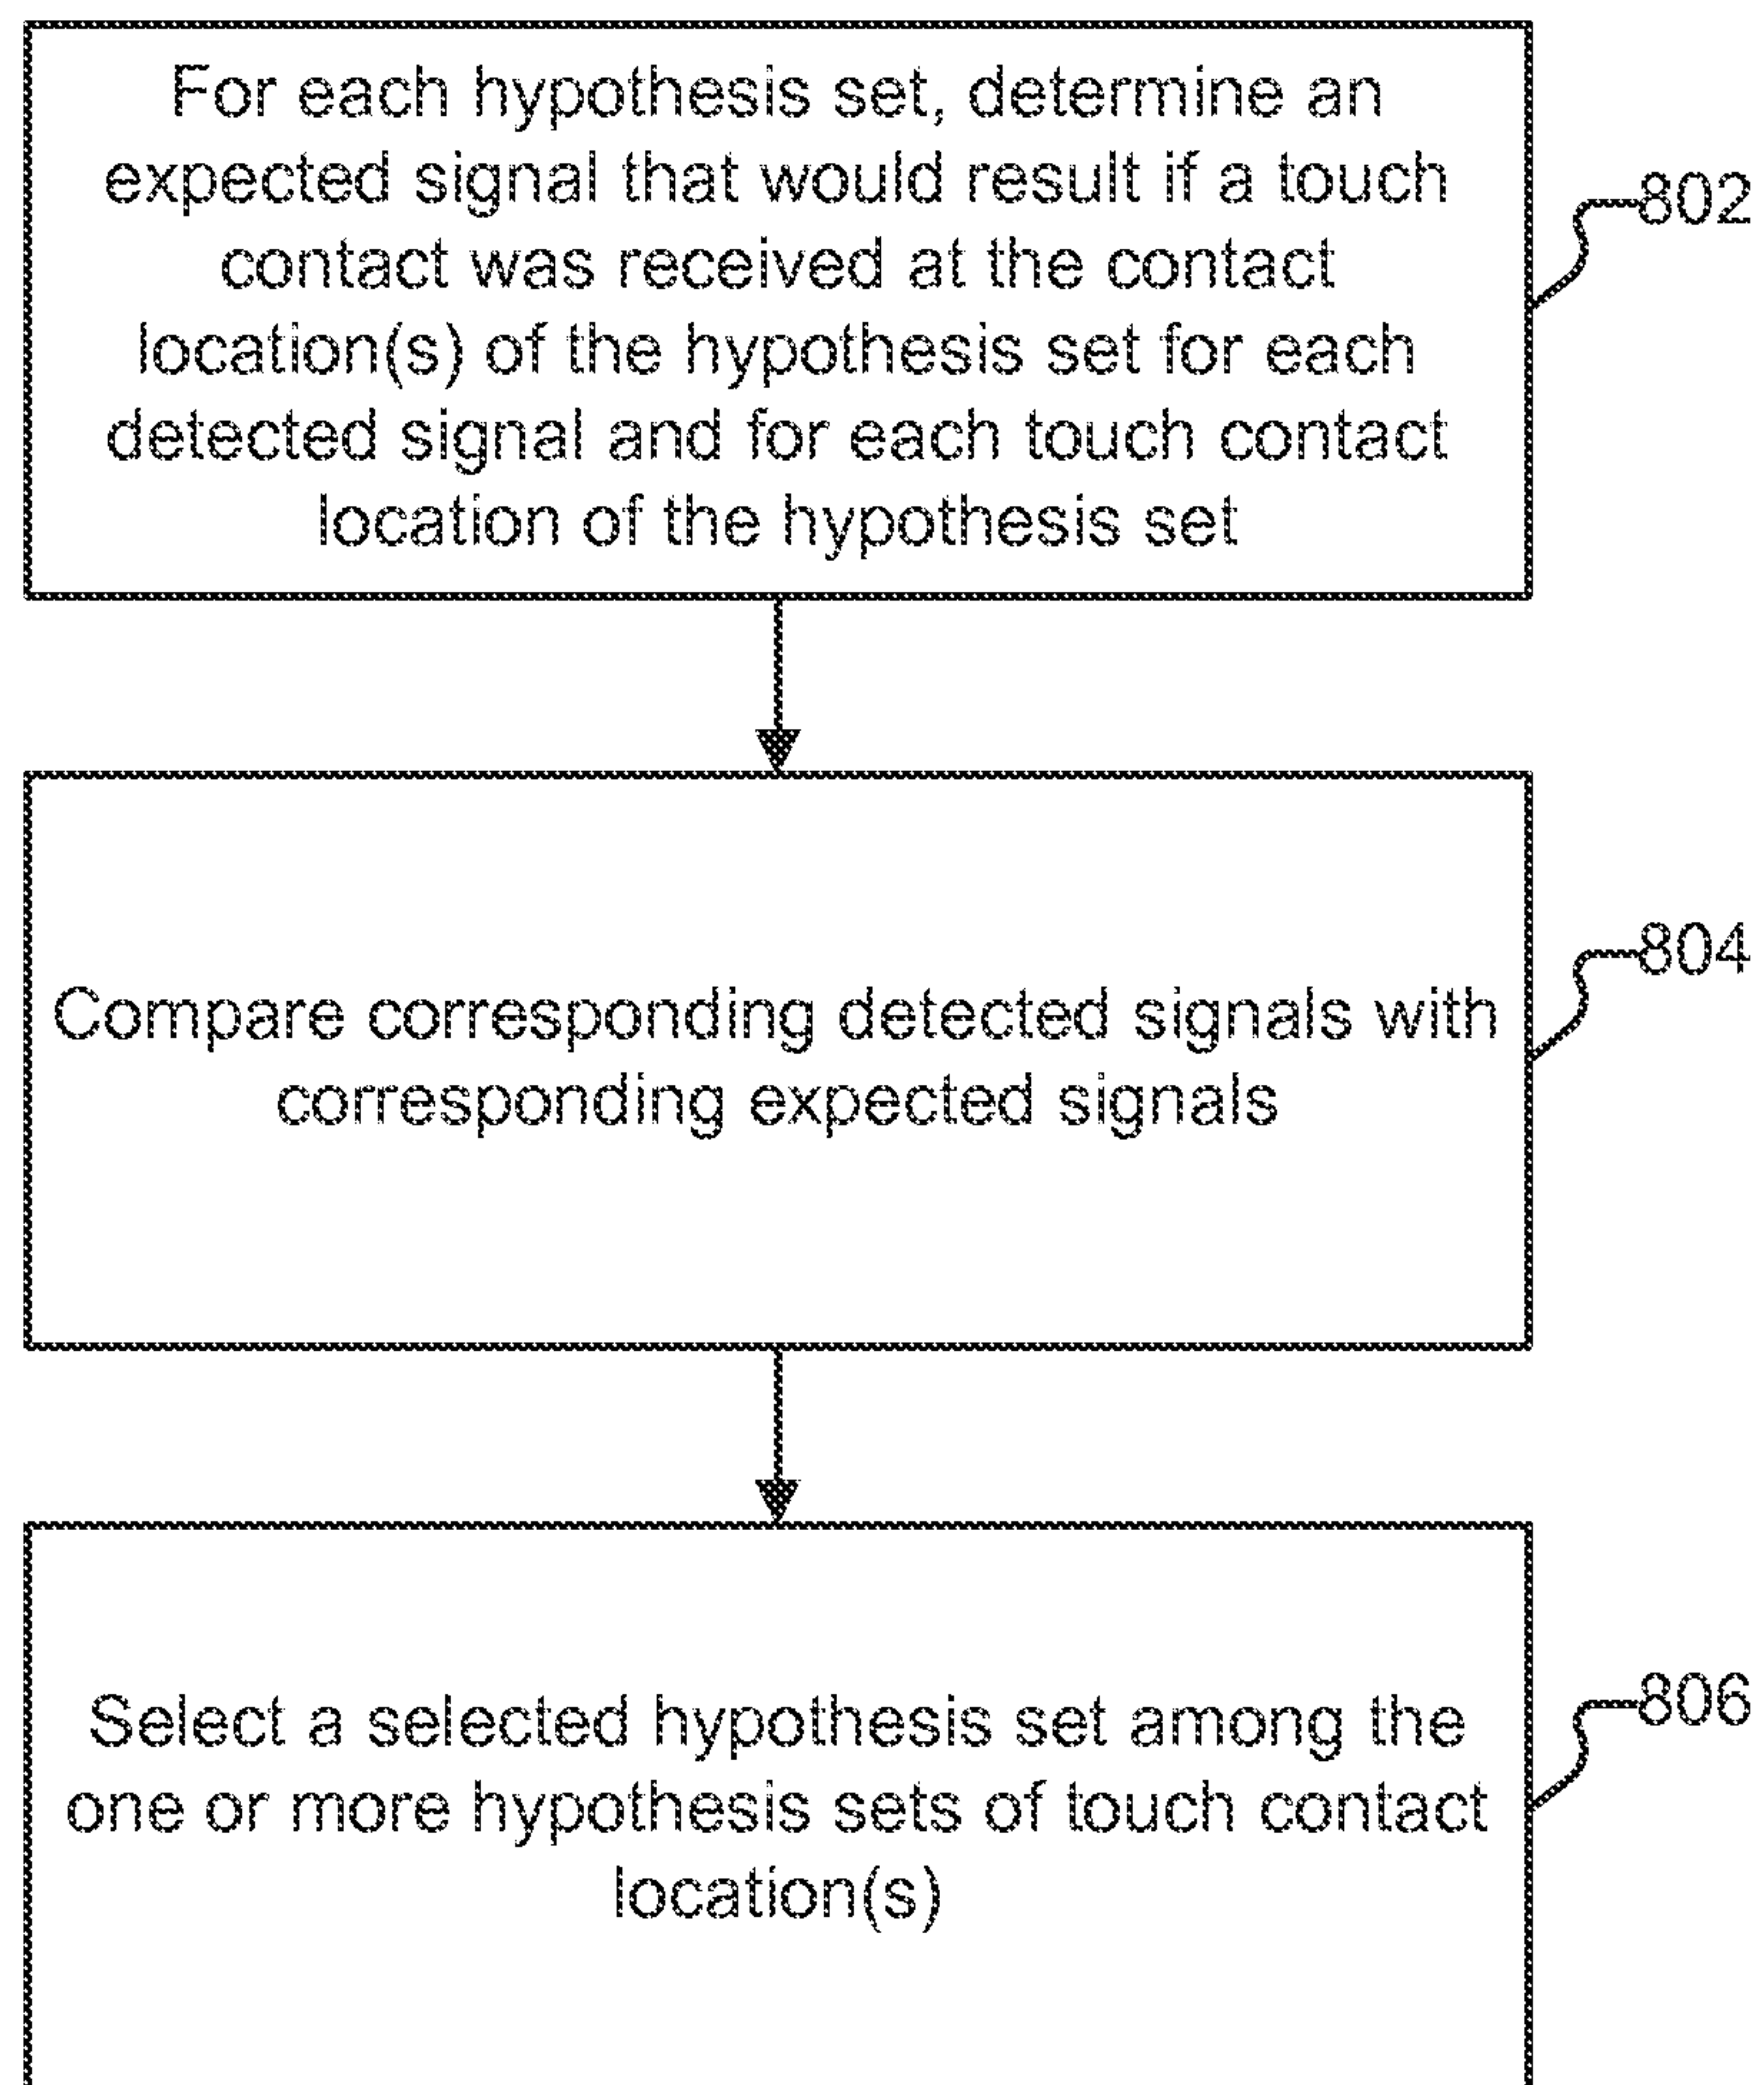 For each hypothesis set, determine an
expected signal that would result if a touch
contact was received at the contact
location(s) of the hypothesis set for each
detected signal and for each touch contact
location of the hypothesis set
802
Compare corresponding detected signals with
corresponding expected signals
804
Select a selected hypothesis set among the
one or more hypothesis sets of touch contact
location(s)
806